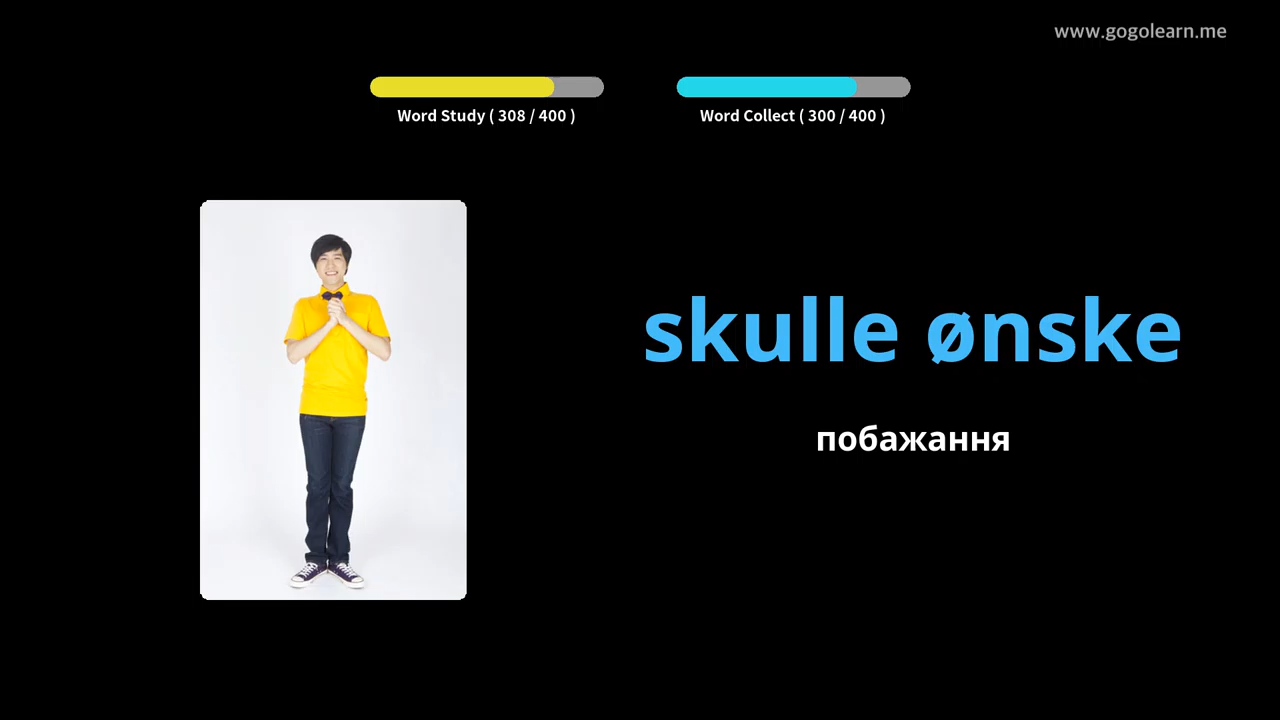 www.gogolearn.me
Word Study ( 308 / 400 )
Word Collect ( 300 / 400 )
skulle ønske
побажання